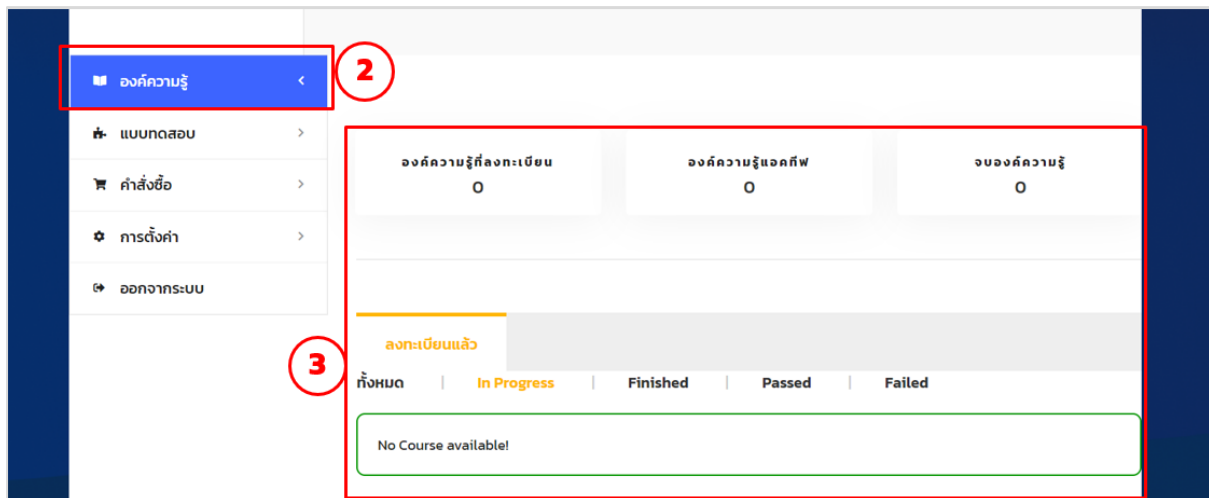 องค์ความรู้
2
แบบทดสอบ
คำสั่งซื้อ
การตั้งค่า
ออกจากระบบ
องค์ความรู้ที่ลงทะเบียน
0
องค์ความรู้แอคทีฟ
0
จบองค์ความรู้
0
3
ลงทะเบียนแล้ว
ทั้งหมด | In Progress | Finished | Passed | Failed
No Course available!